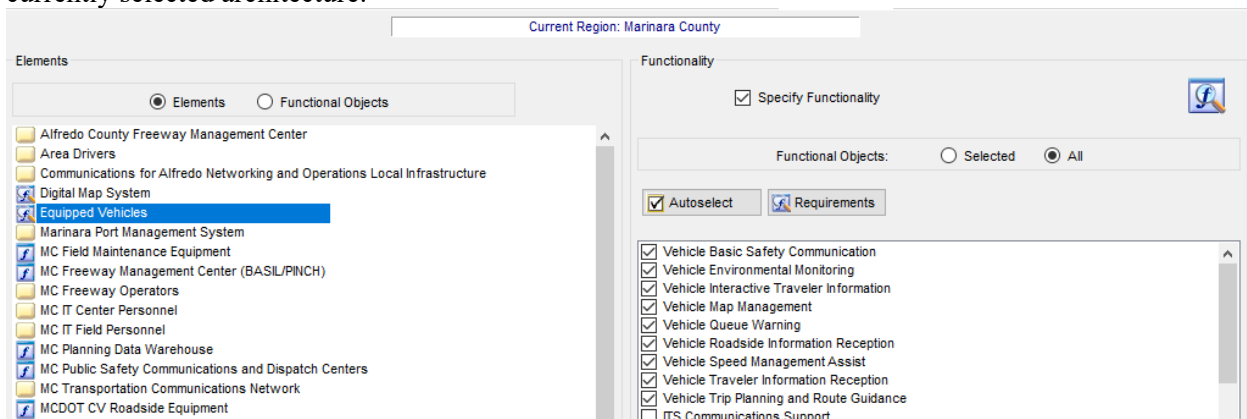 currently selected architecture.
Current Region: Marinara County
Elements
Elements
Functional Objects
Alfredo County Freeway Management Center
Area Drivers
Communications for Alfredo Networking and Operations Local Infrastructure
Digital Map System
Equipped Vehicles
Marinara Port Management System
MC Field Maintenance Equipment
MC Freeway Management Center (BASIL/PINCH)
MC Freeway Operators
MC IT Center Personnel
MC IT Field Personnel
MC Planning Data Warehouse
MC Public Safety Communications and Dispatch Centers
MC Transportation Communications Network
MCDOT CV Roadside Equipment
Functionality
Specify Functionality
Functional Objects:
Selected
All
Autoselect
Requirements
Vehicle Basic Safety Communication
Vehicle Environmental Monitoring
Vehicle Interactive Traveler Information
Vehicle Map Management
Vehicle Queue Warning
Vehicle Roadside Information Reception
Vehicle Speed Management Assist
Vehicle Traveler Information Reception
Vehicle Trip Planning and Route Guidance
ITS Communications Support